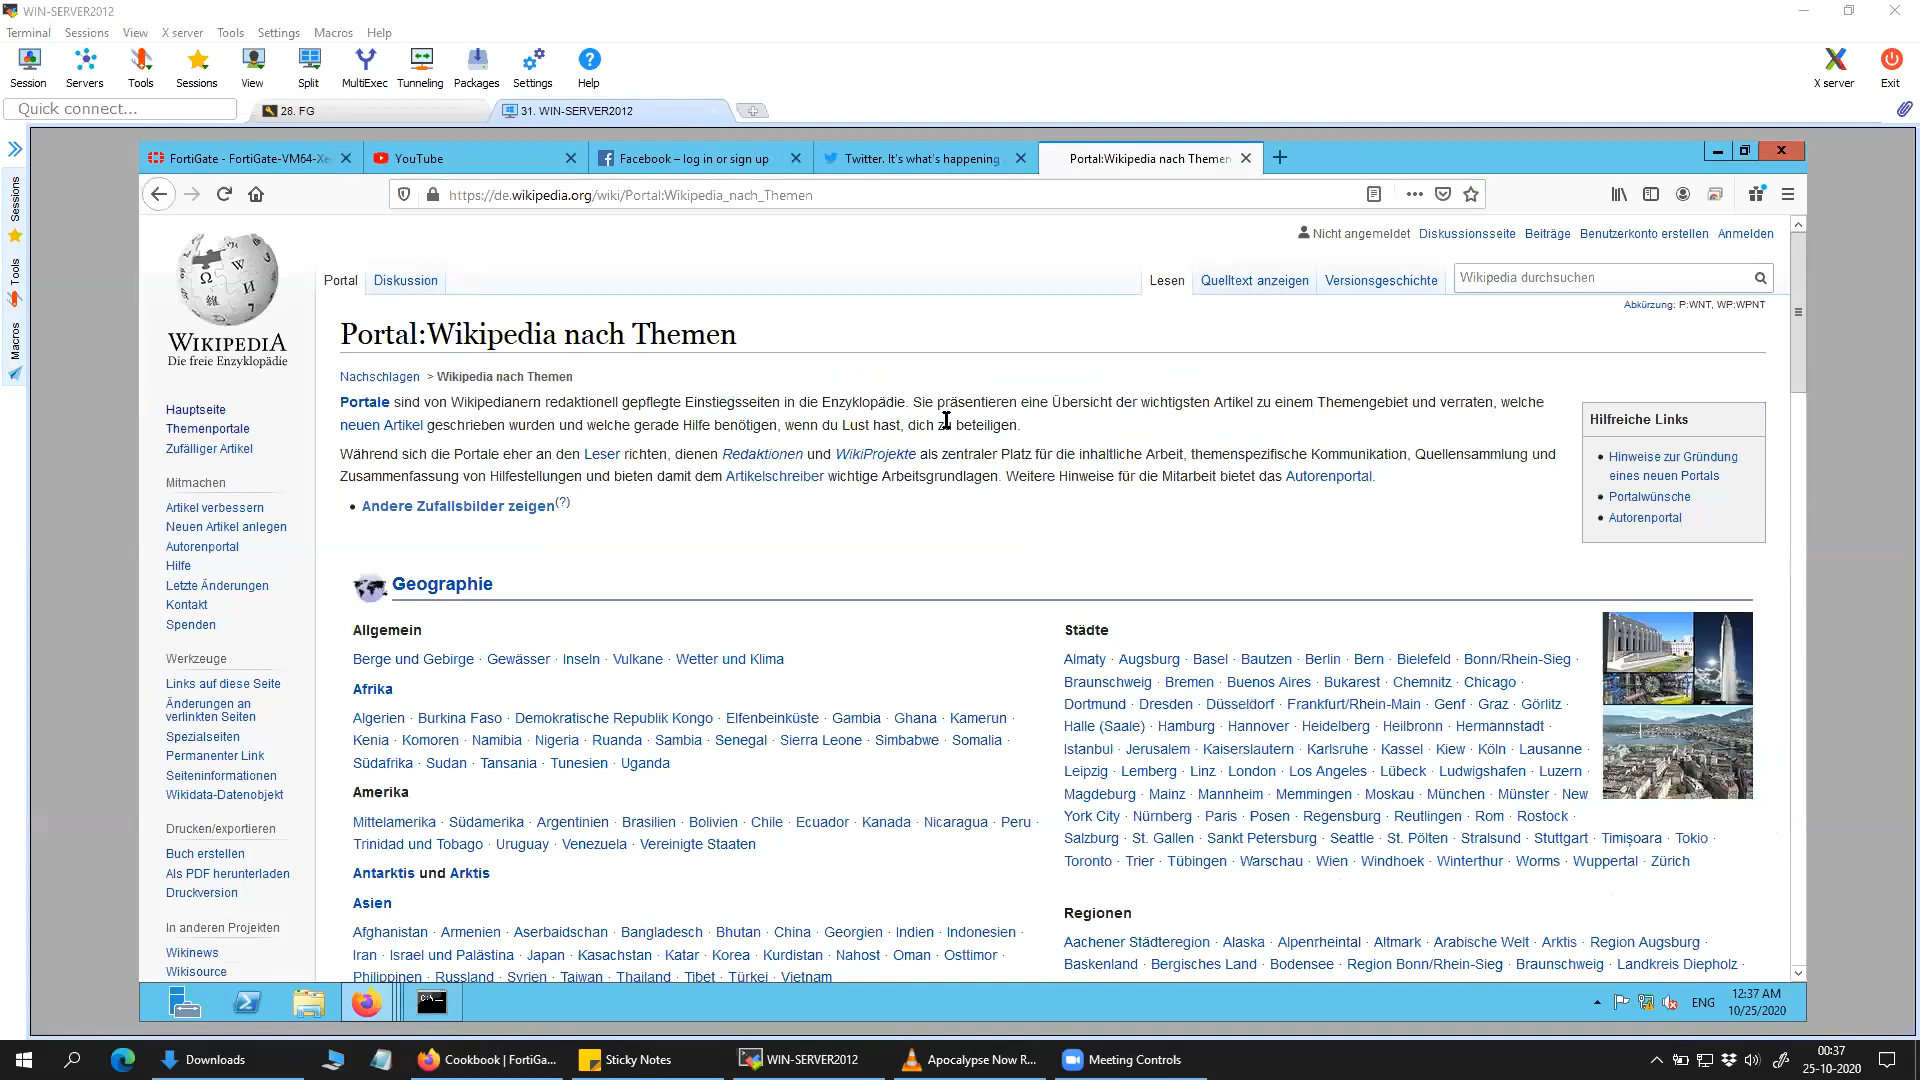 WIN-SERVER2012
Terminal Sessions View X server Tools Settings Macros Help
Session Servers Tools Sessions View Split MultiExec Tunneling Packages Settings Help X server Exit
Quick connect... 28. FG 31. WIN-SERVER2012
Sessions
Tools
Macros
FortiGate - FortiGate-VM64-Xe YouTube Facebook – log in or sign up Twitter. It's what's happening Portal:Wikipedia nach Themen
https://de.wikipedia.org/wiki/Portal:Wikipedia_nach_Themen
Nicht angemeldet Diskussionsseite Beiträge Benutzerkonto erstellen Anmelden
Portal Diskussion Lesen Quelltext anzeigen Versionsgeschichte Wikipedia durchsuchen
Abkürzung: P:WNT, WP:WPNT
WIKIPEDIA
Die freie Enzyklopädie
Hauptseite
Themenportale
Zufälliger Artikel
Mitmachen
Artikel verbessern
Neuen Artikel anlegen
Autorenportal
Hilfe
Letzte Änderungen
Kontakt
Spenden
Werkzeuge
Links auf diese Seite
Änderungen an
verlinkten Seiten
Spezialseiten
Permanenter Link
Seiteninformationen
Wikidata-Datenobjekt
Drucken/exportieren
Buch erstellen
Als PDF herunterladen
Druckversion
In anderen Projekten
Wikinews
Wikisource
Portal:Wikipedia nach Themen
Nachschlagen > Wikipedia nach Themen
Portale sind von Wikipedianern redaktionell gepflegte Einstiegsseiten in die Enzyklopädie. Sie präsentieren eine Übersicht der wichtigsten Artikel zu einem Themengebiet und verraten, welche
neuen Artikel geschrieben wurden und welche gerade Hilfe benötigen, wenn du Lust hast, dich zu beteiligen.
Während sich die Portale eher an den Leser richten, dienen Redaktionen und WikiProjekte als zentraler Platz für die inhaltliche Arbeit, themenspezifische Kommunikation, Quellensammlung und
Zusammenfassung von Hilfestellungen und bieten damit dem Artikelschreiber wichtige Arbeitsgrundlagen. Weitere Hinweise für die Mitarbeit bietet das Autorenportal.
• Andere Zufallsbilder zeigen(?)
Hilfreiche Links
• Hinweise zur Gründung
eines neuen Portals
• Portalwünsche
• Autorenportal
Geographie
Allgemein
Berge und Gebirge · Gewässer · Inseln · Vulkane · Wetter und Klima
Afrika
Algerien · Burkina Faso · Demokratische Republik Kongo · Elfenbeinküste · Gambia · Ghana · Kamerun ·
Kenia · Komoren · Namibia · Nigeria · Ruanda · Sambia · Senegal · Sierra Leone · Simbabwe · Somalia ·
Südafrika · Sudan · Tansania · Tunesien · Uganda
Amerika
Mittelamerika · Südamerika · Argentinien · Brasilien · Bolivien · Chile · Ecuador · Kanada · Nicaragua · Peru ·
Trinidad und Tobago · Uruguay · Venezuela · Vereinigte Staaten
Antarktis und Arktis
Asien
Afghanistan · Armenien · Aserbaidschan · Bangladesh · Bhutan · China · Georgien · Indien · Indonesien ·
Iran · Israel und Palästina · Japan · Kasachstan · Katar · Korea · Kurdistan · Nahost · Oman · Osttimor ·
Philippinen · Russland · Syrien · Taiwan · Thailand · Tibet · Türkei · Vietnam
Städte
Almaty · Augsburg · Basel · Bautzen · Berlin · Bern · Bielefeld · Bonn/Rhein-Sieg ·
Braunschweig · Bremen · Buenos Aires · Bukarest · Chemnitz · Chicago ·
Dortmund · Dresden · Düsseldorf · Frankfurt/Rhein-Main · Genf · Graz · Görlitz ·
Halle (Saale) · Hamburg · Hannover · Heidelberg · Heilbronn · Hermannstadt ·
Istanbul · Jerusalem · Kaiserslautern · Karlsruhe · Kassel · Kiew · Köln · Lausanne ·
Leipzig · Lemberg · Linz · London · Los Angeles · Lübeck · Ludwigshafen · Luzern ·
Magdeburg · Mainz · Mannheim · Memmingen · Moskau · München · Münster · New
York City · Nürnberg · Paris · Posen · Regensburg · Reutlingen · Rom · Rostock ·
Salzburg · St. Gallen · Sankt Petersburg · Seattle · St. Pölten · Stralsund · Stuttgart · Timișoara · Tokio ·
Toronto · Trier · Tübingen · Warschau · Wien · Windhoek · Winterthur · Worms · Wuppertal · Zürich
Regionen
Aachener Städteregion · Alaska · Alpenrheintal · Altmark · Arabische Welt · Arktis · Region Augsburg ·
Baskenland · Bergisches Land · Bodensee · Region Bonn/Rhein-Sieg · Braunschweig · Landkreis Diepholz ·
ENG 12:37 AM
10/25/2020
Downloads Cookbook | FortiGa... Sticky Notes WIN-SERVER2012 Apocalypse Now R... Meeting Controls 00:37
25-10-2020